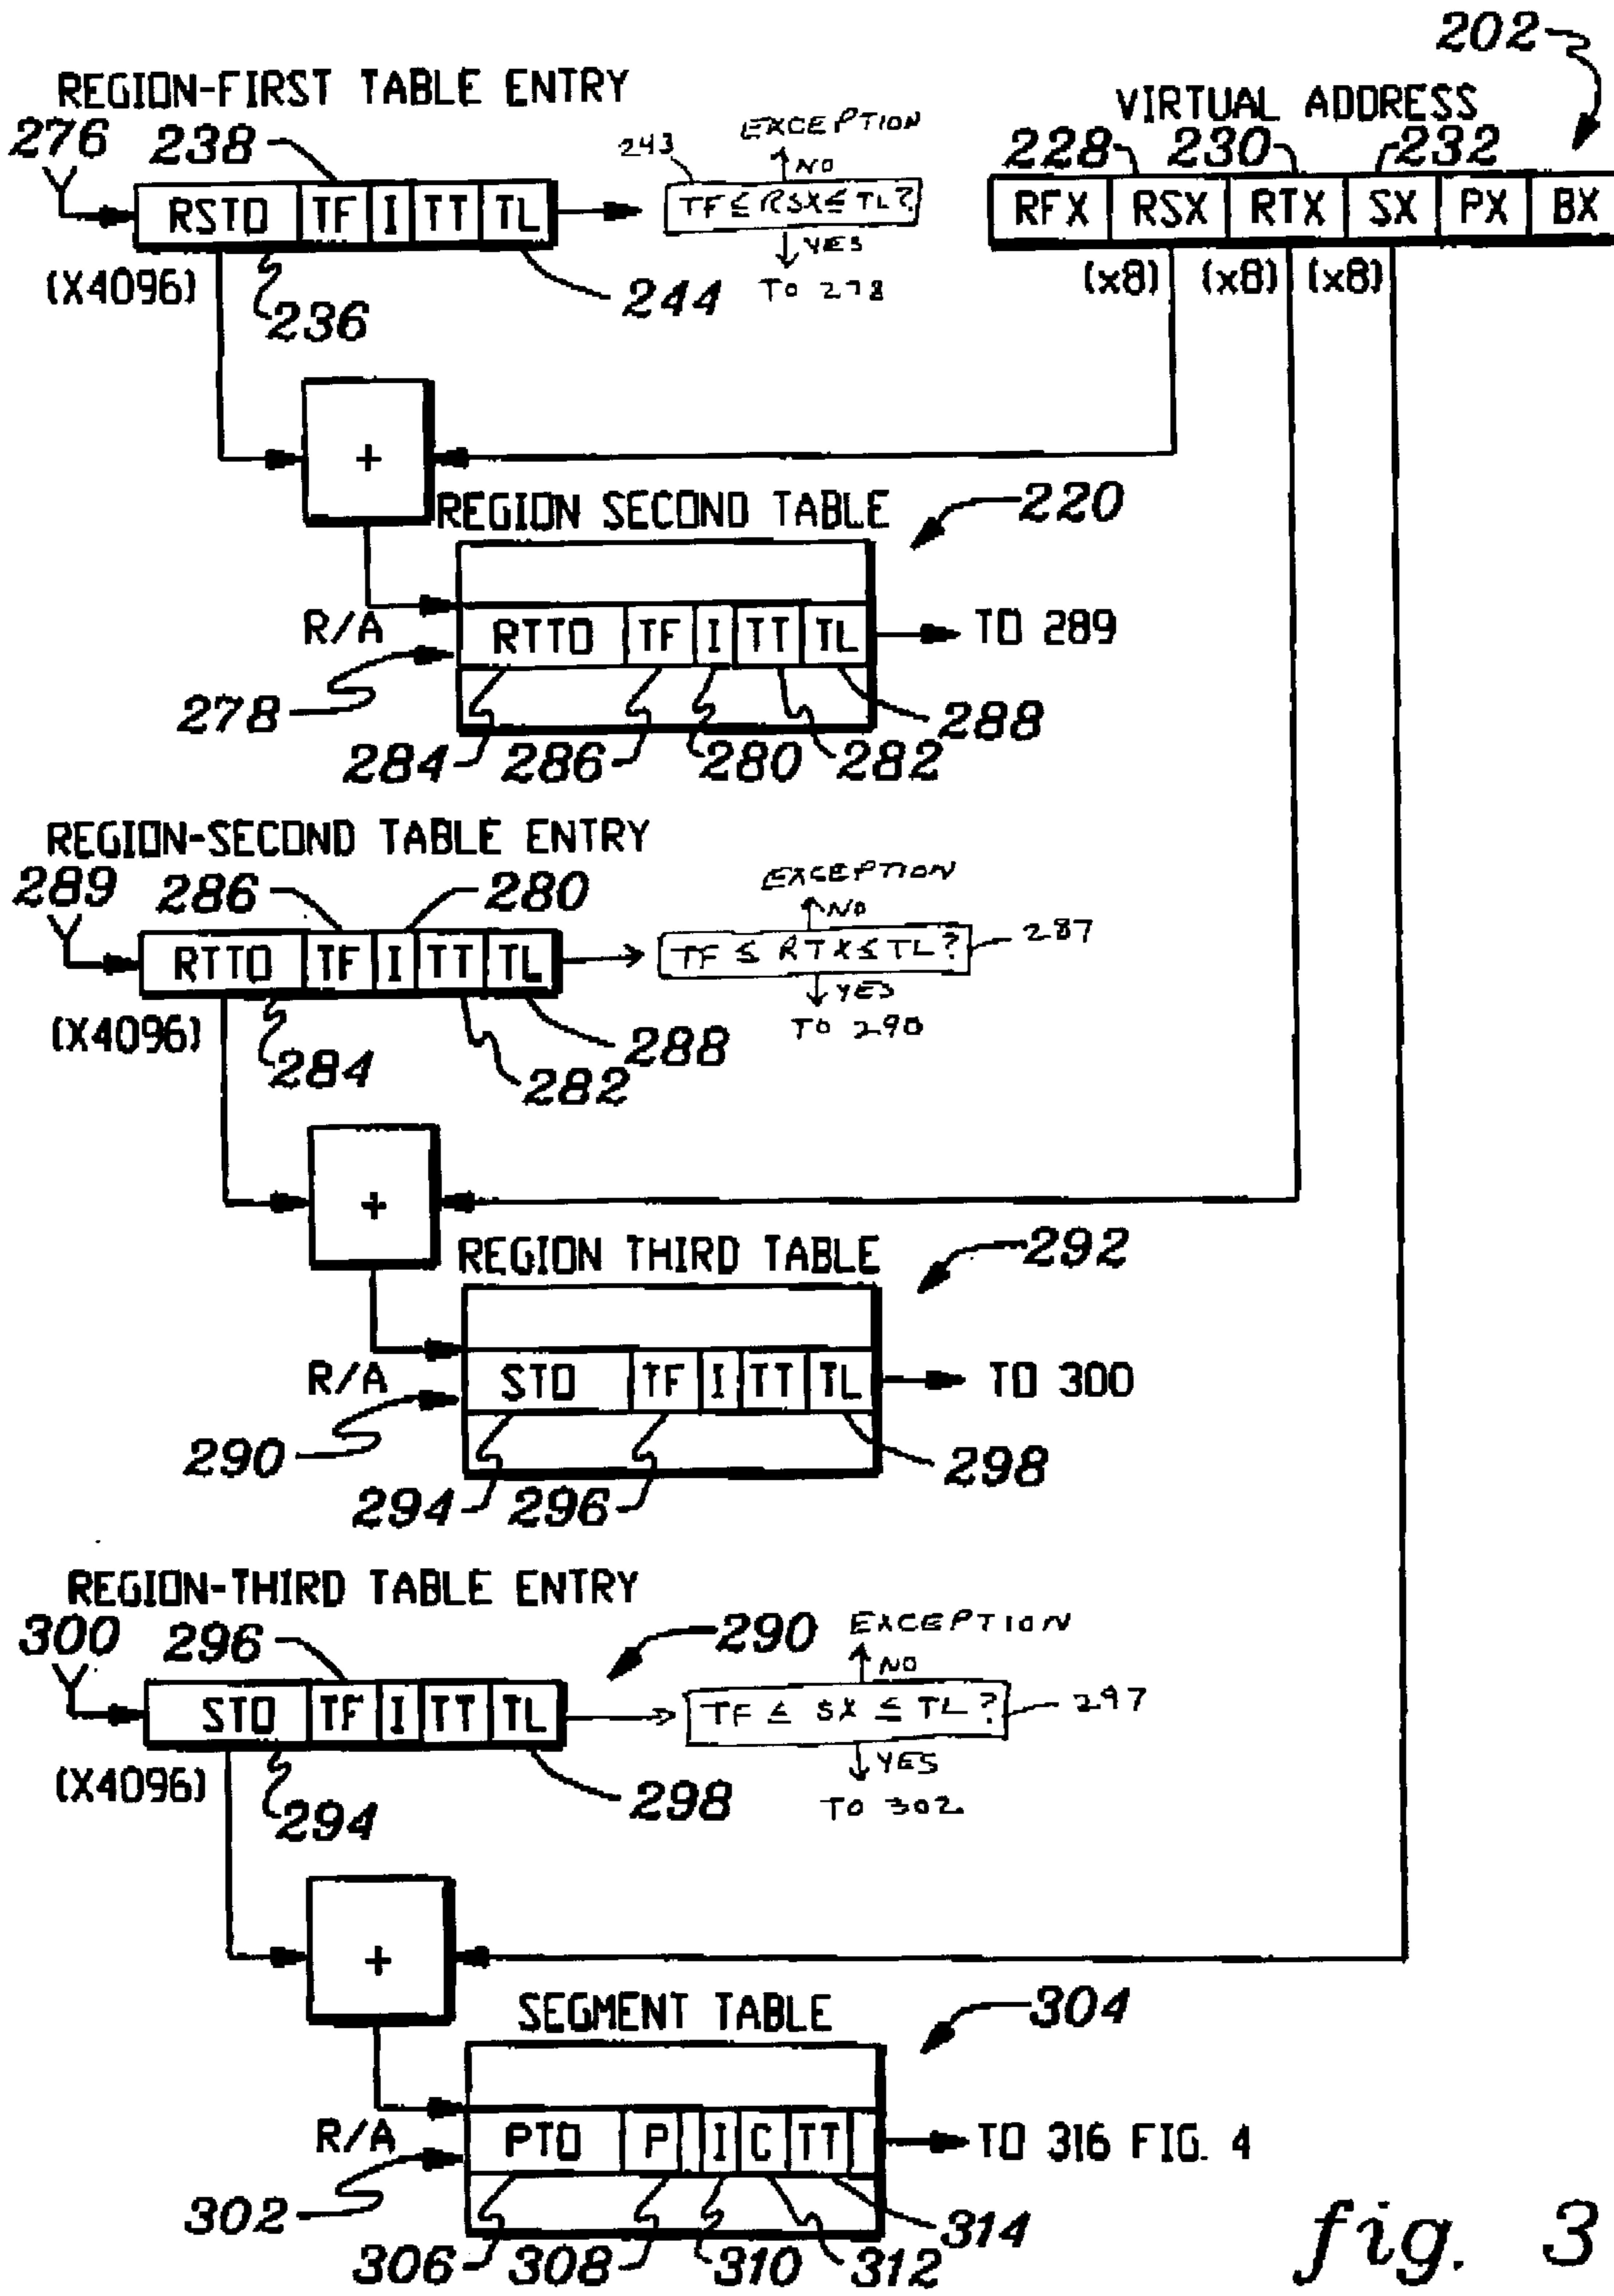 202
REGION-FIRST TABLE ENTRY
VIRTUAL ADDRESS
276 238
243
EXCEPTION
NO
228 230 232
RSTO TF I TT TL
TF ≤ RSX ≤ TL?
RFX RSX RTX SX PX BX
YES
TO 278
(X4096)
236
244
(x8) (x8) (x8)
+
REGION SECOND TABLE
220
R/A
RTTO TF I TT TL
TO 289
278
284 286 280 282 288
REGION-SECOND TABLE ENTRY
289 286 280
EXCEPTION
NO
RTTO TF I TT TL
TF ≤ RTX ≤ TL?
287
YES
TO 290
(X4096)
284
282
288
+
REGION THIRD TABLE
292
R/A
STO TF I TT TL
TO 300
290
294 296 298
REGION-THIRD TABLE ENTRY
300 296 290
EXCEPTION
NO
STO TF I TT TL
TF ≤ SX ≤ TL?
297
YES
TO 302
(X4096)
294
298
+
SEGMENT TABLE
304
R/A
PTO P I C TT
TO 316 FIG. 4
302
306 308 310 312 314
fig. 3